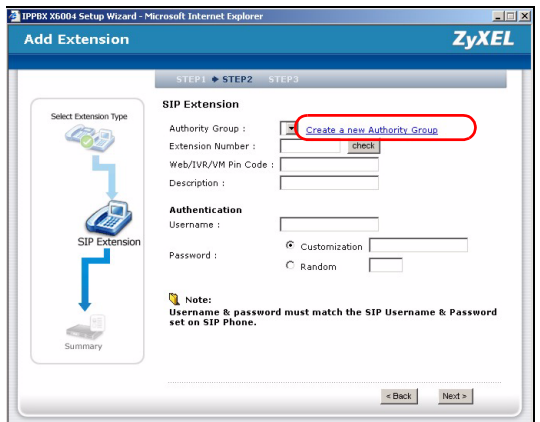 IPPBX X6004 Setup Wizard - Microsoft Internet Explorer
Add Extension
ZyXEL
STEP1 STEP2 STEP3
Select Extension Type
SIP Extension
Summary
SIP Extension
Authority Group :
Create a new Authority Group
Extension Number :
check
Web/IVR/VM Pin Code :
Description :
Authentication
Username :
Password :
Customization
Random
Note:
Username & password must match the SIP Username & Password
set on SIP Phone.
< Back
Next >